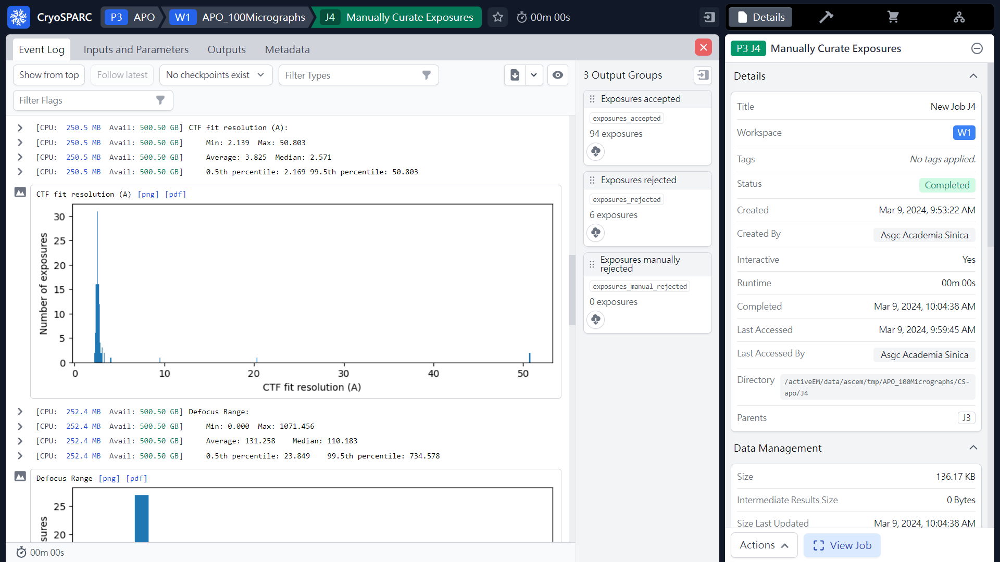 CryoSPARC
P3 APO
W1 APO_100Micrographs
J4 Manually Curate Exposures
00m 00s
Details
Event Log
Inputs and Parameters
Outputs
Metadata
Show from top
Follow latest
No checkpoints exist
Filter Types
Filter Flags
[CPU: 250.5 MB Avail: 500.50 GB] CTF fit resolution (A):
[CPU: 250.5 MB Avail: 500.50 GB] Min: 2.139 Max: 50.803
[CPU: 250.5 MB Avail: 500.50 GB] Average: 3.825 Median: 2.571
[CPU: 250.5 MB Avail: 500.50 GB] 0.5th percentile: 2.169 99.5th percentile: 50.803
CTF fit resolution (A) [png] [pdf]
Number of exposures
30
25
20
15
10
5
0
0 10 20 30 40 50
CTF fit resolution (A)
[CPU: 252.4 MB Avail: 500.50 GB] Defocus Range:
[CPU: 252.4 MB Avail: 500.50 GB] Min: 0.000 Max: 1071.456
[CPU: 252.4 MB Avail: 500.50 GB] Average: 131.258 Median: 110.183
[CPU: 252.4 MB Avail: 500.50 GB] 0.5th percentile: 23.849 99.5th percentile: 734.578
Defocus Range [png] [pdf]
25
20
sures
00m 00s
3 Output Groups
Exposures accepted
exposures_accepted
94 exposures
Exposures rejected
exposures_rejected
6 exposures
Exposures manually
rejected
exposures_manual_rejected
0 exposures
P3 J4 Manually Curate Exposures
Details
Title New Job J4
Workspace W1
Tags No tags applied.
Status Completed
Created Mar 9, 2024, 9:53:22 AM
Created By Asgc Academia Sinica
Interactive Yes
Runtime 00m 00s
Completed Mar 9, 2024, 10:04:38 AM
Last Accessed Mar 9, 2024, 9:59:45 AM
Last Accessed By Asgc Academia Sinica
Directory /activeEM/data/ascem/tmp/APO_100Micrographs/CS-
apo/J4
Parents J3
Data Management
Size 136.17 KB
Intermediate Results Size 0 Bytes
Size Last Updated Mar 9, 2024, 10:04:38 AM
Actions
View Job